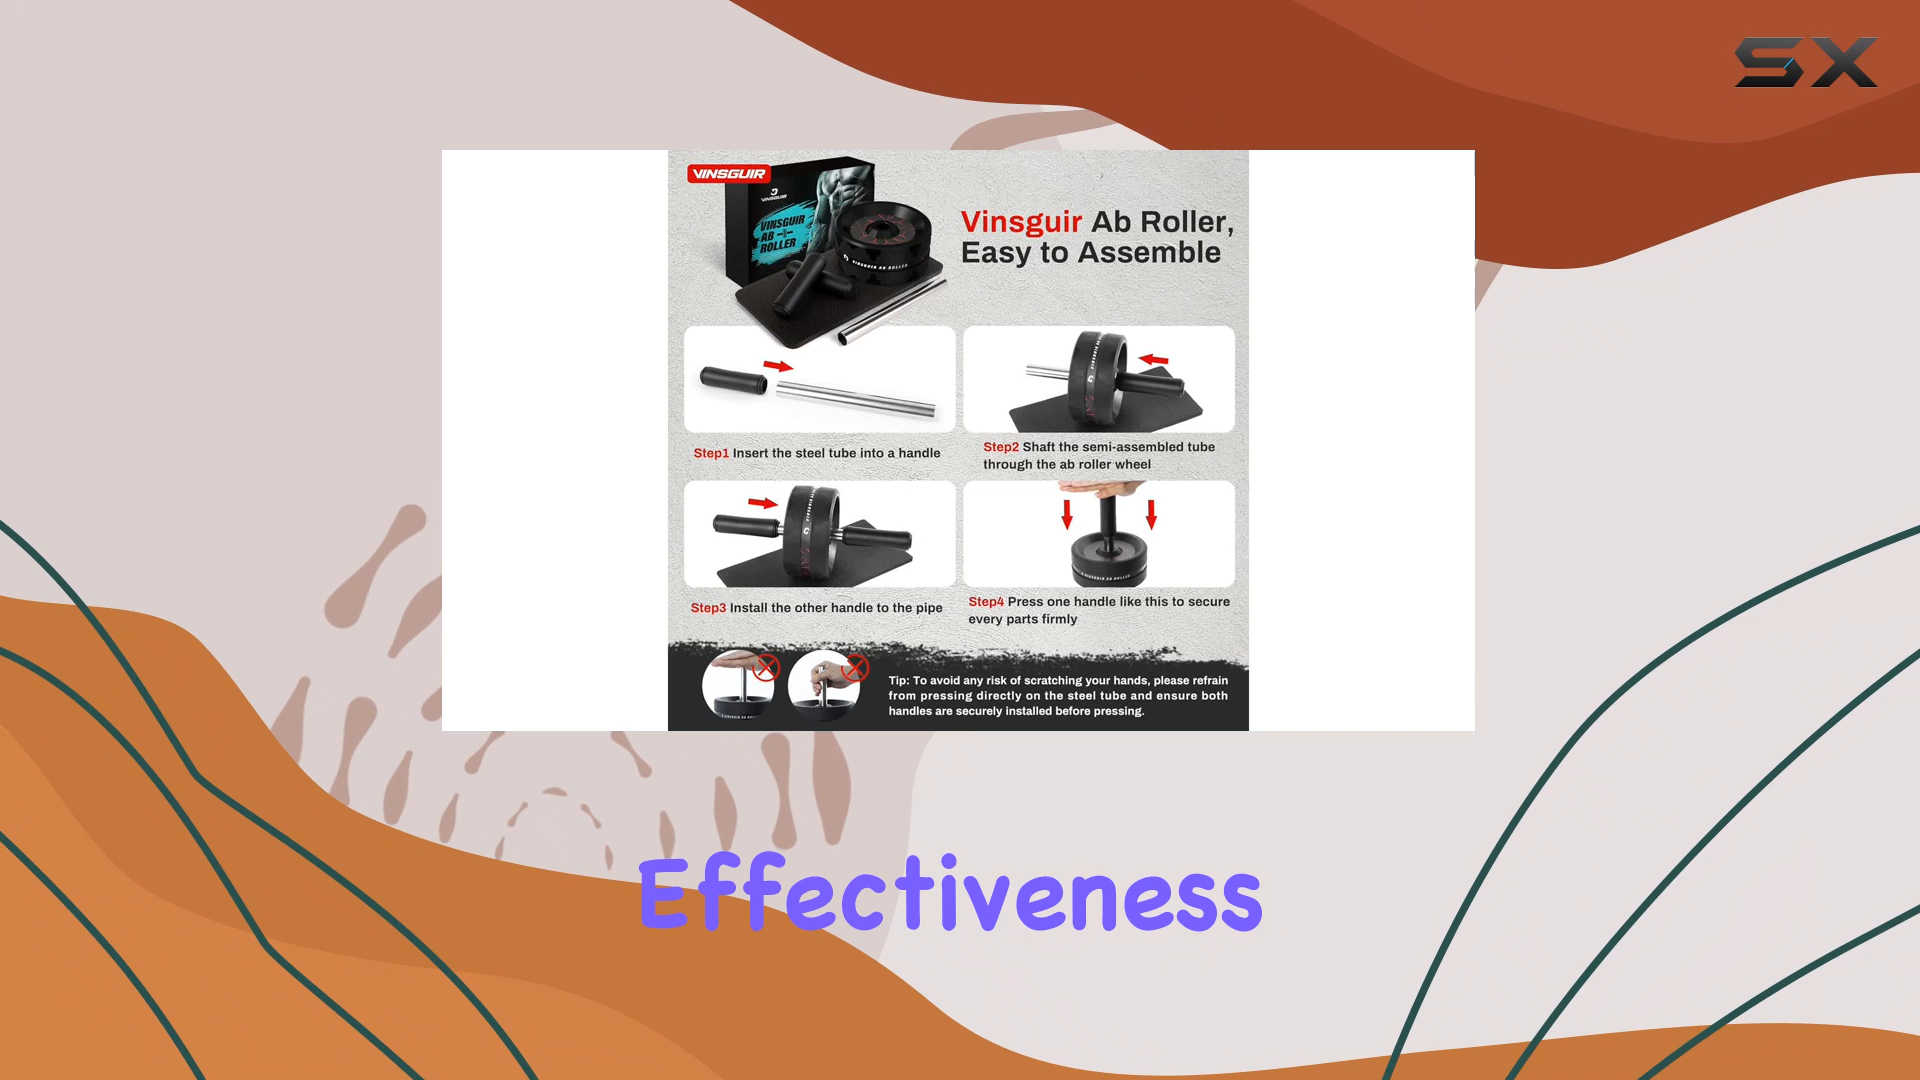 SX
VINSGUIR
VINSGUIR
VINSGUIR
AB
ROLLER
VINSGUIR AB ROLLER
Vinsguir Ab Roller,
Easy to Assemble
Step1 Insert the steel tube into a handle
Step2 Shaft the semi-assembled tube
through the ab roller wheel
Step3 Install the other handle to the pipe
Step4 Press one handle like this to secure
every parts firmly
Tip: To avoid any risk of scratching your hands, please refrain
from pressing directly on the steel tube and ensure both
handles are securely installed before pressing.
Effectiveness